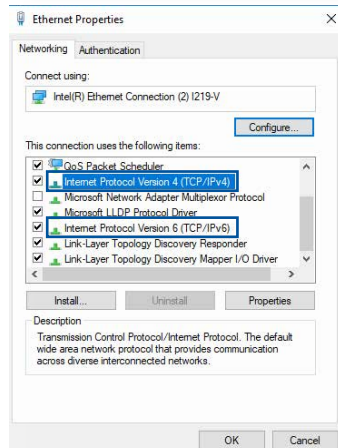 Ethernet Properties
Networking
Authentication
Connect using:
Intel(R) Ethernet Connection (2) I219-V
Configure...
This connection uses the following items:
QoS Packet Scheduler
Internet Protocol Version 4 (TCP/IPv4)
Microsoft Network Adapter Multiplexor Protocol
Microsoft LLDP Protocol Driver
Internet Protocol Version 6 (TCP/IPv6)
Link-Layer Topology Discovery Responder
Link-Layer Topology Discovery Mapper I/O Driver
Install...
Uninstall
Properties
Description
Transmission Control Protocol/Internet Protocol. The default
wide area network protocol that provides communication
across diverse interconnected networks.
OK
Cancel